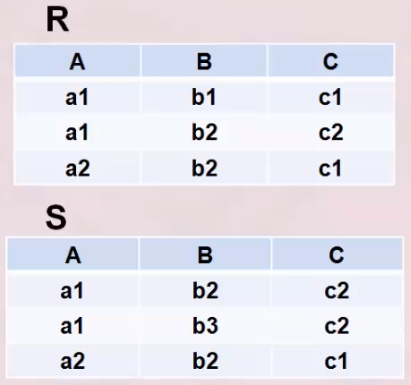 R
A B C
a1 b1 c1
a1 b2 c2
a2 b2 c1
S
A B C
a1 b2 c2
a1 b3 c2
a2 b2 c1